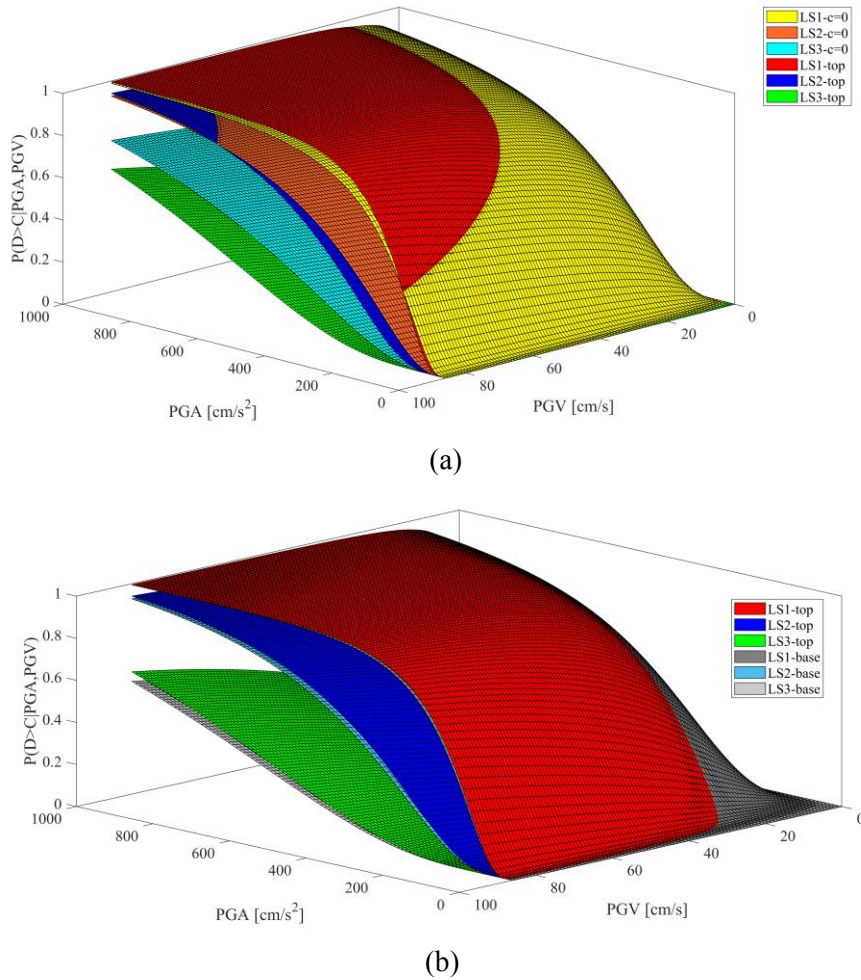 LS1-c=0
LS2-c=0
LS3-c=0
LS1-top
LS2-top
LS3-top
P(D>C|PGA,PGV)
1
0.8
0.6
0.4
0.2
0
1000
800
600
400
200
0
PGA [cm/s²]
100
80
60
40
20
0
PGV [cm/s]
(a)
LS1-top
LS2-top
LS3-top
LS1-base
LS2-base
LS3-base
P(D>C|PGA,PGV)
1
0.8
0.6
0.4
0.2
0
1000
800
600
400
200
0
PGA [cm/s²]
100
80
60
40
20
0
PGV [cm/s]
(b)